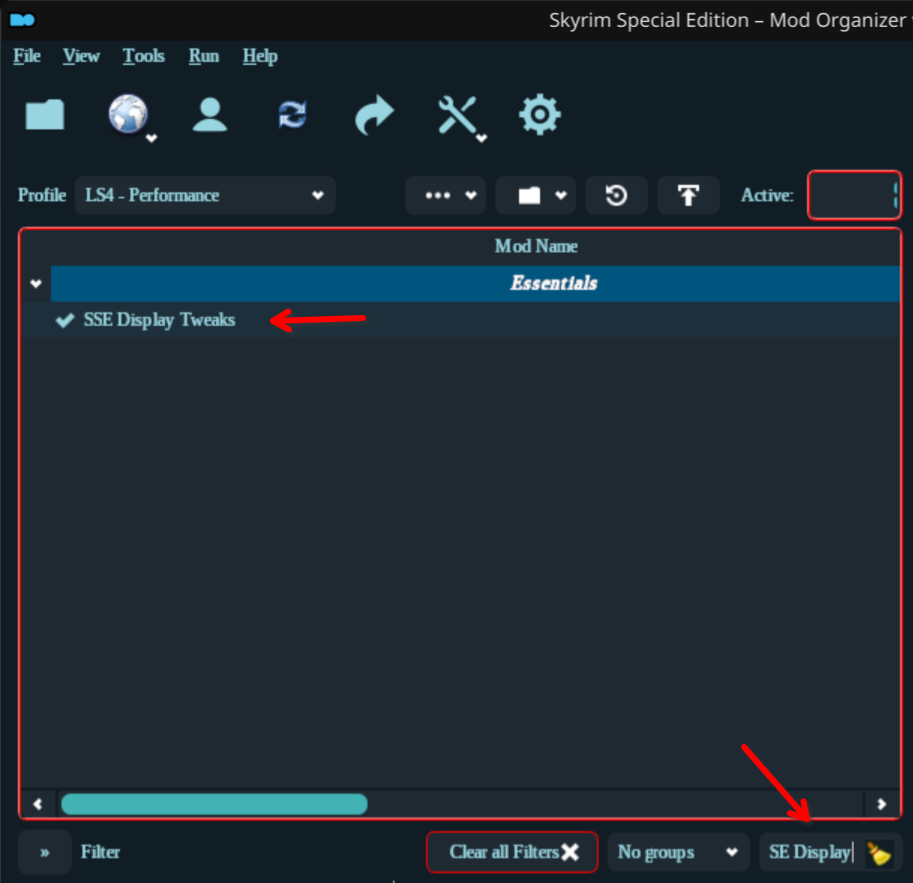 Skyrim Special Edition – Mod Organizer
File View Tools Run Help
Profile LS4 - Performance Active:
Mod Name
Essentials
SSE Display Tweaks
» Filter Clear all Filters No groups SE Display